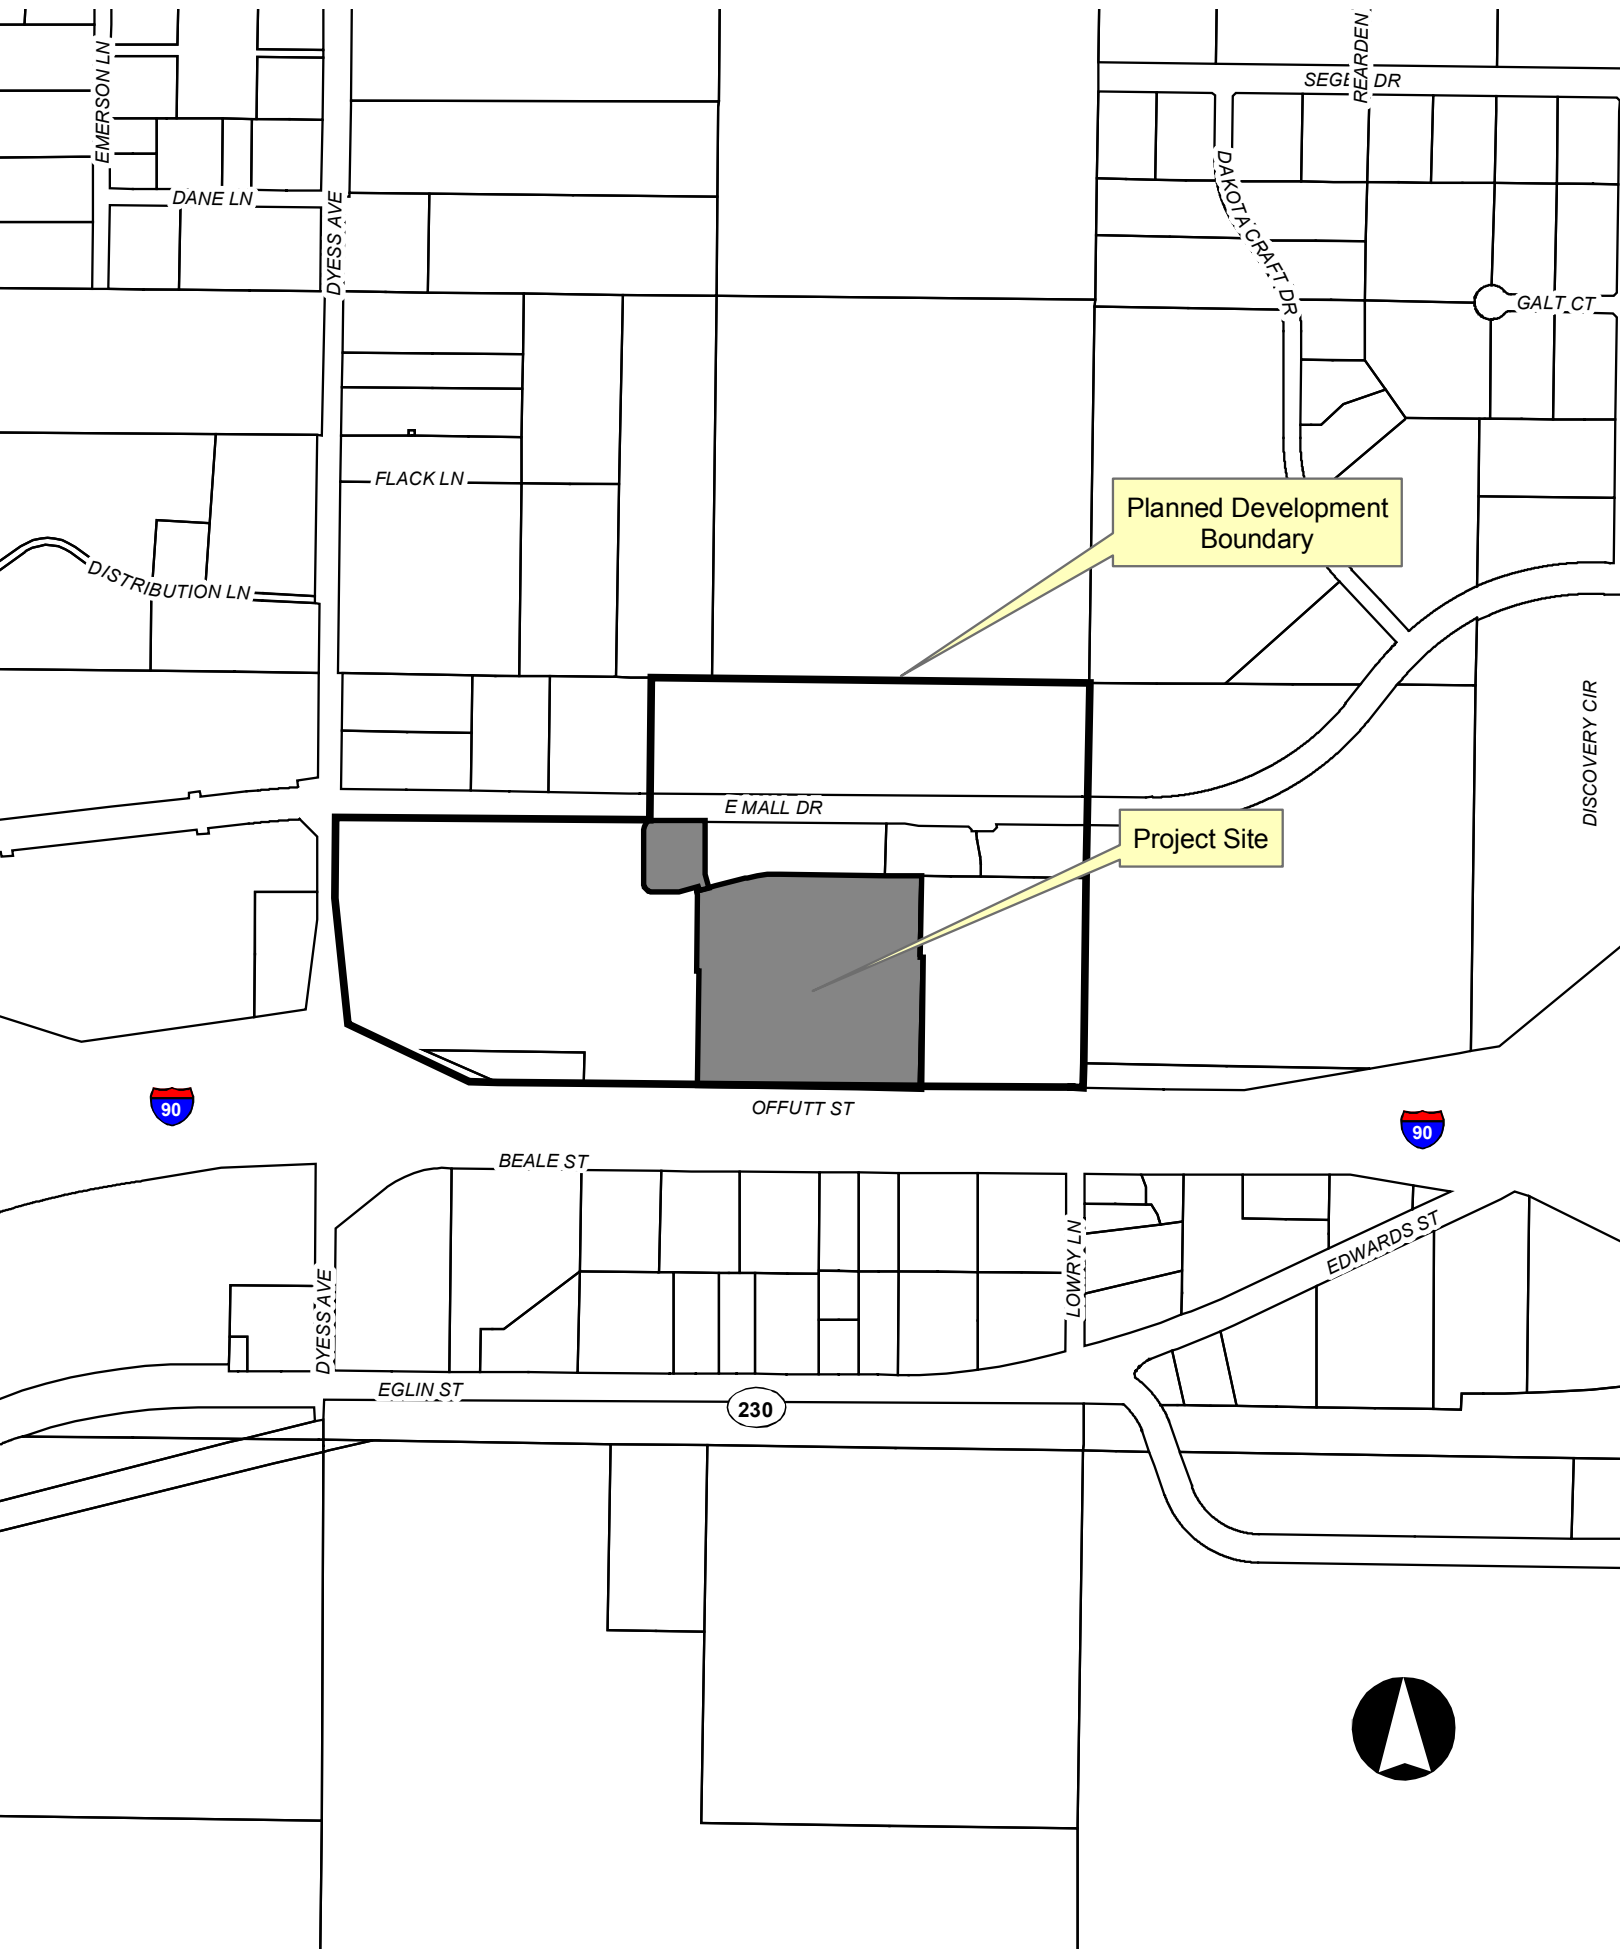 EMERSON LN
REARDEN
DR
DANE LN
DYESS AVE
DAKOTA CRAFT DR
GALT CT
FLACK LN
Planned Development
Boundary
DISTRIBUTION LN
DISCOVERY CIR
E MALL DR
Project Site
90
OFFUTT ST
90
BEALE ST
LOWRY LN
EDWARDS ST
DYESS AVE
EGLIN ST
230